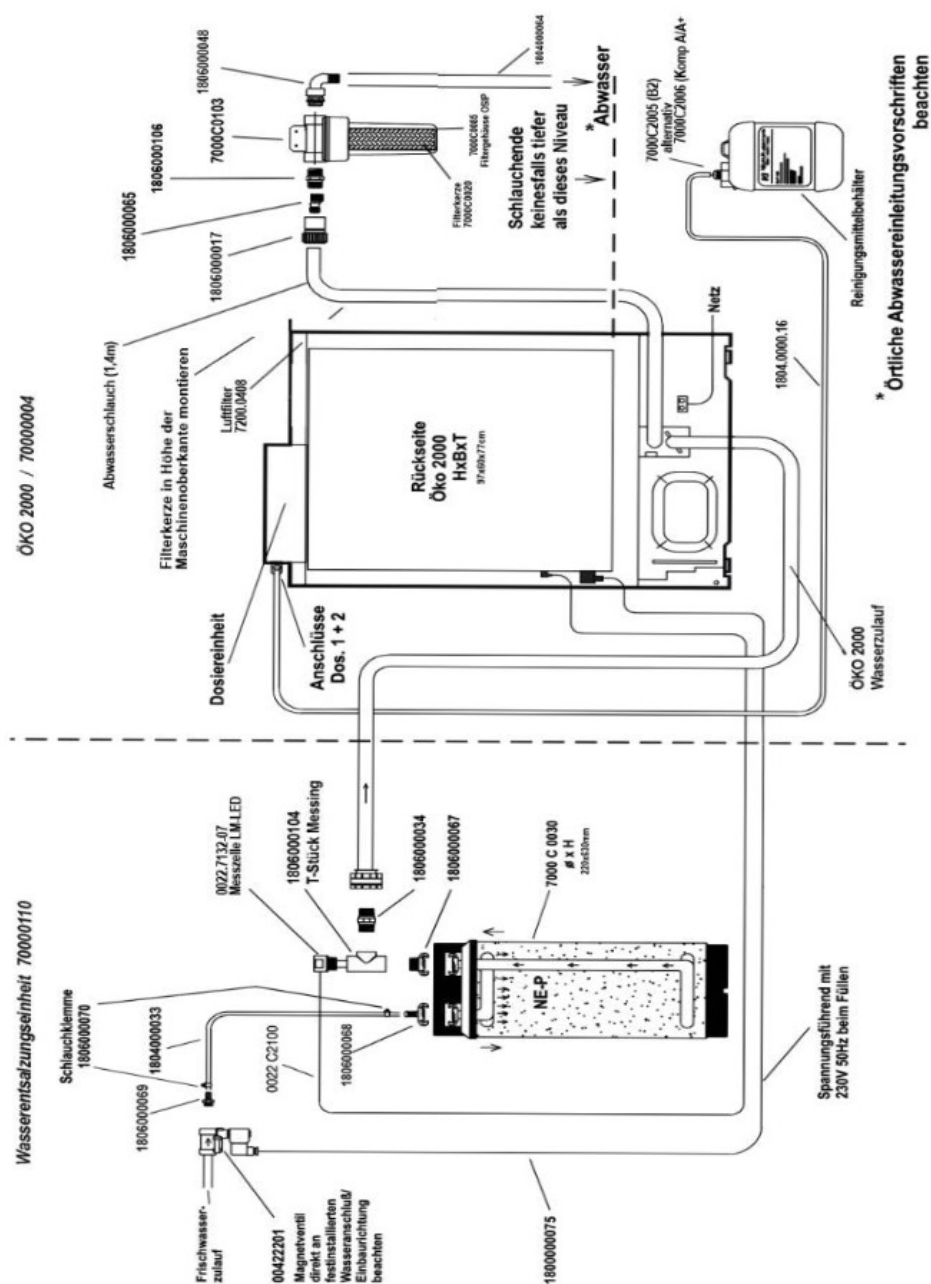 ÖKO 2000 / 70000004
Wasserentsalzungseinheit 70000110
1806000048
7000C0103
1806000106
1806000065
1806000017
Abwasserschlauch (1,4m)
Filterkerze in Höhe der
Maschinenoberkante montieren
Luftfilter
7200.0408
Dosiereinheit
Anschlüsse
Dos. 1 + 2
1804000064
7000C0085
Filtergehäuse OSIP
Filterkerze
7000C0020
Schlauchende
keinesfalls tiefer
als dieses Niveau
* Abwasser
7000C2005 (B2)
alternativ
7000C2006 (Komp A/A+
Reinigungsmittelbehälter
Rückseite
Öko 2000
HxBxT
97x60x77cm
Netz
1804.0000.16
ÖKO 2000
Wasserzulauf
* Örtliche Abwassereinleitungsvorschriften
beachten
Schlauchklemme
1806000070
1804000033
1806000069
0022.7132.07
Messzelle LM-LED
1806000104
T-Stück Messing
1806000034
1806000067
0022 C2100
1806000068
7000 C 0030
ø x H
220x630mm
NE-P
Frischwasser-
zulauf
00422201
Magnetventil
direkt an
festinstallierten
Wasseranschluß/
Einbaurichtung
beachten
1800000075
Spannungsführend mit
230V 50Hz beim Füllen